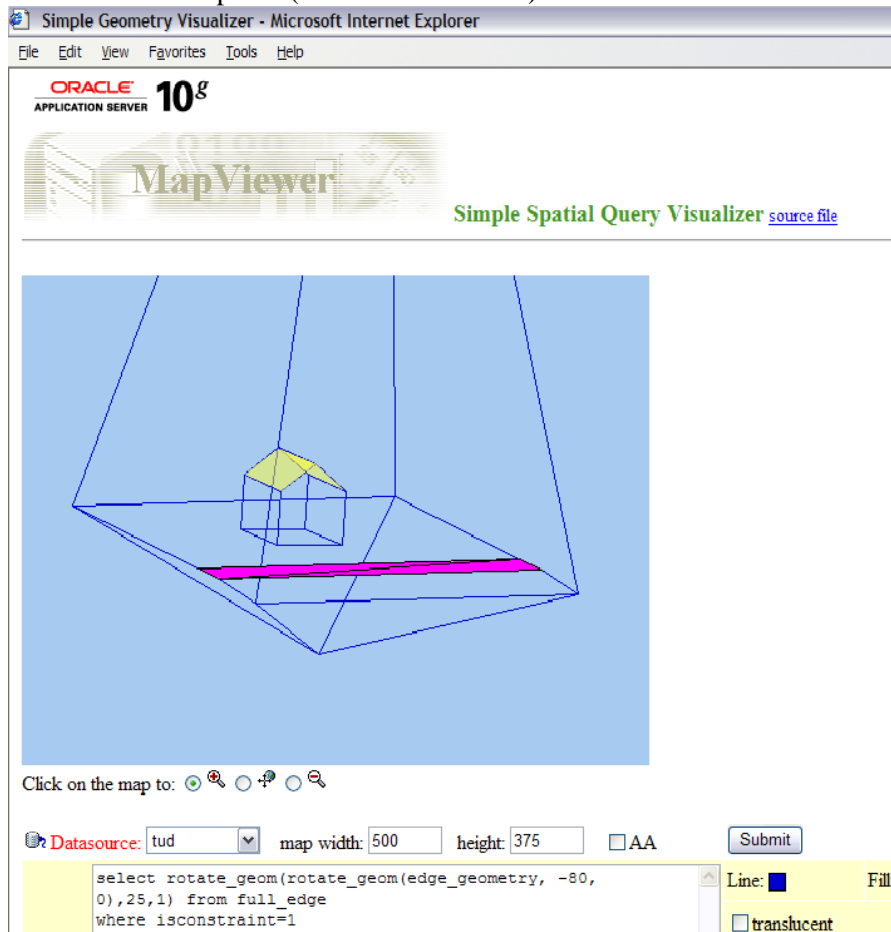 Simple Geometry Visualizer - Microsoft Internet Explorer
File Edit View Favorites Tools Help
ORACLE 10g
APPLICATION SERVER
MapViewer
Simple Spatial Query Visualizer source file
Click on the map to:
Datasource: tud map width: 500 height: 375 AA Submit
select rotate_geom(rotate_geom(edge_geometry, -80,
0),25,1) from full_edge
where isconstraint=1
Line: Fill
translucent